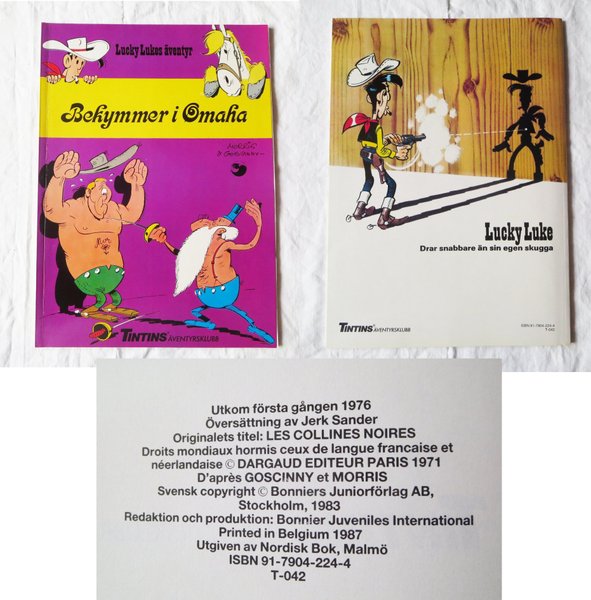 Lucky Lukes äventyr
Bekymmer i Omaha
MORRIS
& GOSCINNY-
TINTINS ÄVENTYRSKLUBB
Lucky Luke
Drar snabbare än sin egen skugga
TINTINS ÄVENTYRSKLUBB
ISBN 91-7904-224-4
T-042
Utkom första gången 1976
Översättning av Jerk Sander
Originalets titel: LES COLLINES NOIRES
Droits mondiaux hormis ceux de langue francaise et
néerlandaise © DARGAUD EDITEUR PARIS 1971
D'après GOSCINNY et MORRIS
Svensk copyright © Bonniers Juniorförlag AB,
Stockholm, 1983
Redaktion och produktion: Bonnier Juveniles International
Printed in Belgium 1987
Utgiven av Nordisk Bok, Malmö
ISBN 91-7904-224-4
T-042